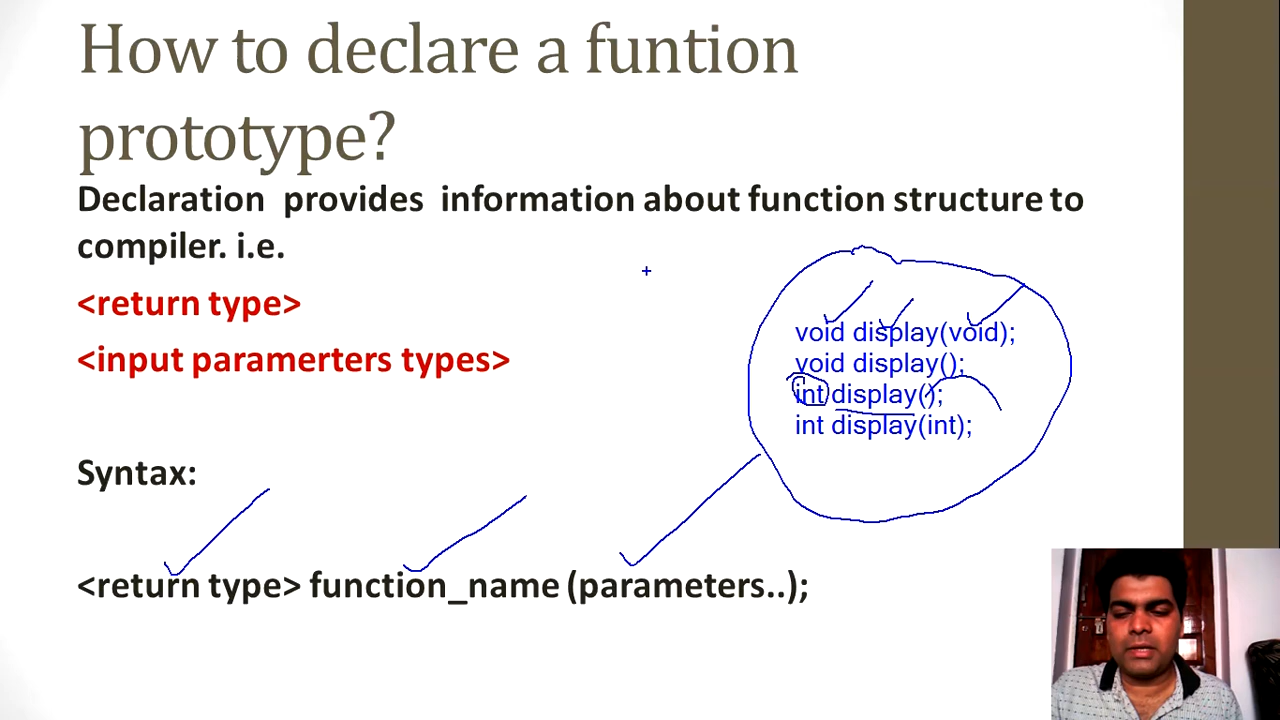 How to declare a funtion
prototype?
Declaration provides information about function structure to
compiler. i.e.
<return type>
<input paramerters types>
void display(void);
void display();
int display();
int display(int);
Syntax:
<return type> function_name (parameters..);